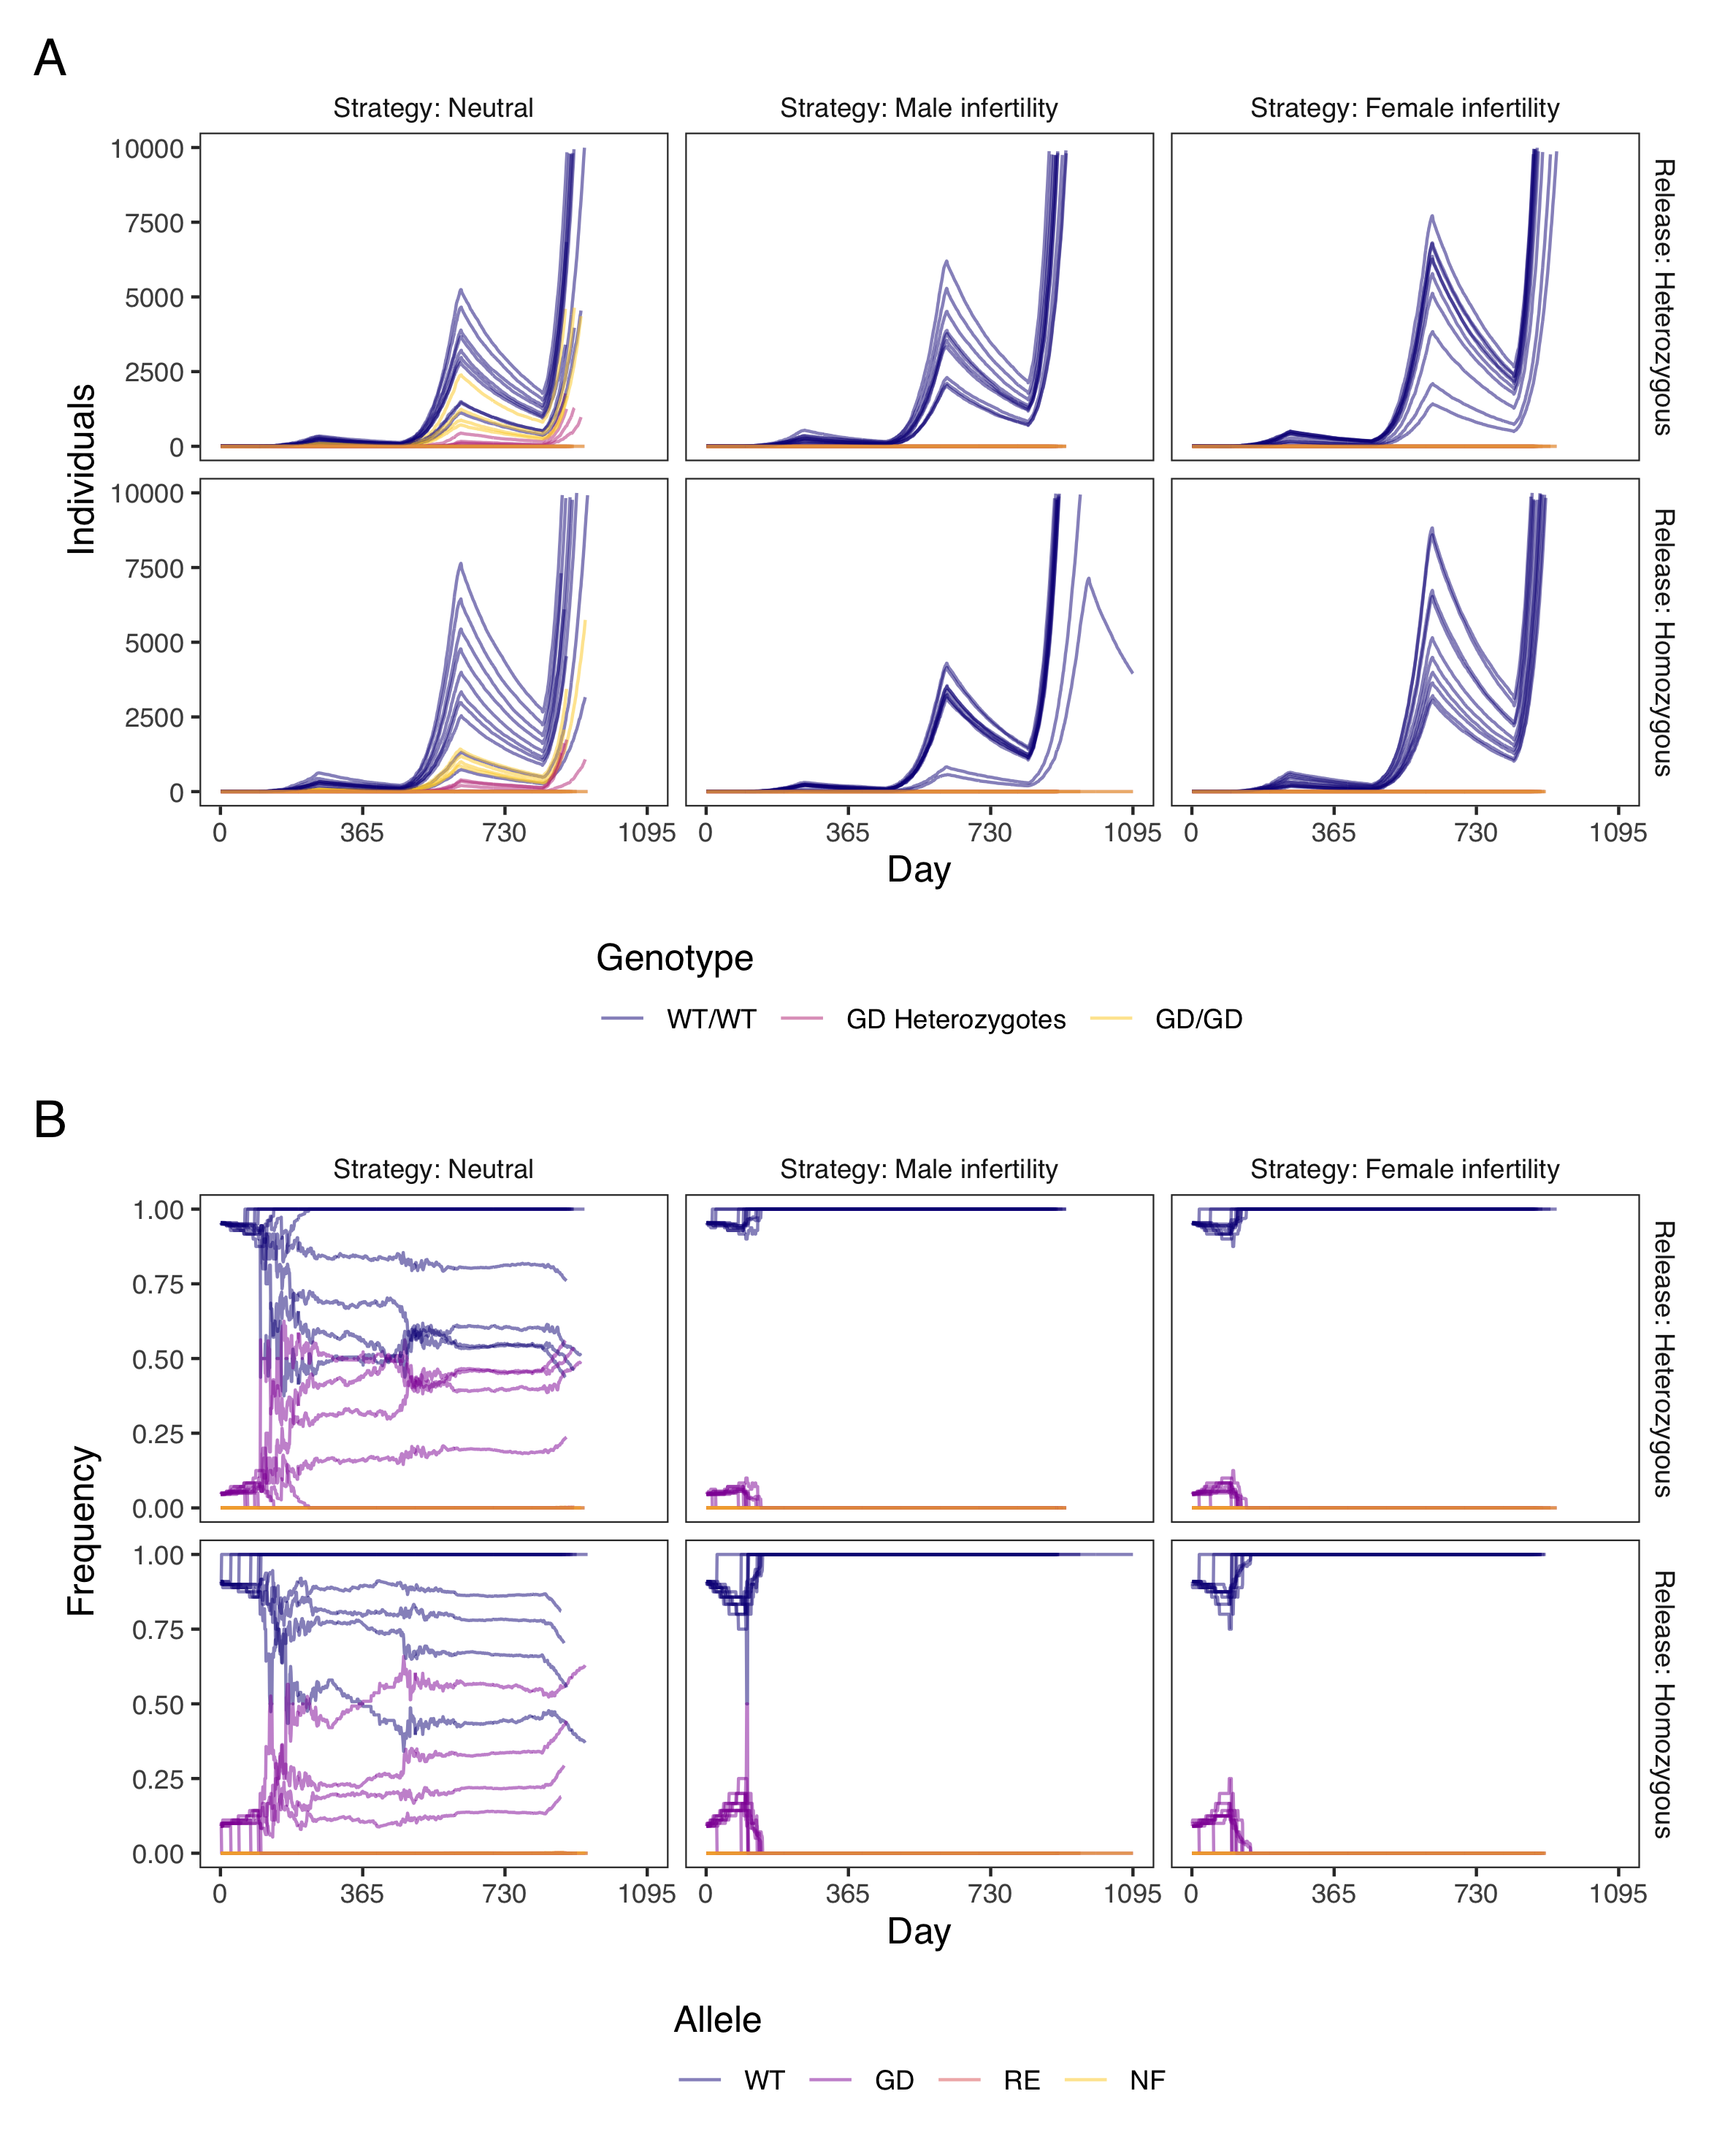 A
Strategy: Neutral
Strategy: Male infertility
Strategy: Female infertility
10000
7500
5000
2500
0
Release: Heterozygous
Individuals
10000
7500
5000
2500
0
Release: Homozygous
0 365 730 1095
0 365 730 1095
0 365 730 1095
Day
Genotype
WT/WT GD Heterozygotes GD/GD
B
Strategy: Neutral
Strategy: Male infertility
Strategy: Female infertility
1.00
0.75
0.50
0.25
0.00
Release: Heterozygous
Frequency
1.00
0.75
0.50
0.25
0.00
Release: Homozygous
0 365 730 1095
0 365 730 1095
0 365 730 1095
Day
Allele
WT GD RE NF